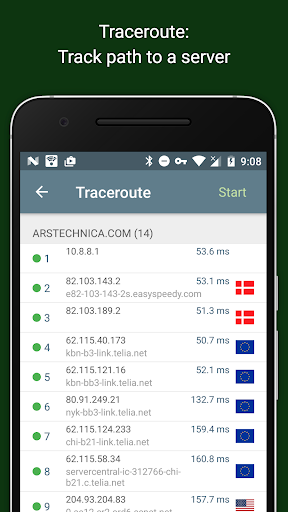 Traceroute:
Track path to a server
9:08
Traceroute
Start
ARSTECHNICA.COM (14)
1
10.8.8.1
53.6 ms
2
82.103.143.2
53.1 ms
e82-103-143-2s.easyspeedy.com
3
82.103.189.2
51.3 ms
4
62.115.40.173
50.7 ms
kbn-bb3-link.telia.net
5
62.115.121.16
52.1 ms
kbn-bb3-link.telia.net
6
80.91.249.21
132.7 ms
nyk-bb3-link.telia.net
7
62.115.124.233
159.4 ms
chi-b21-link.telia.net
8
62.115.58.34
160.8 ms
servercentral-ic-312766-chi-
b21.c.telia.net
9
204.93.204.83
157.7 ms